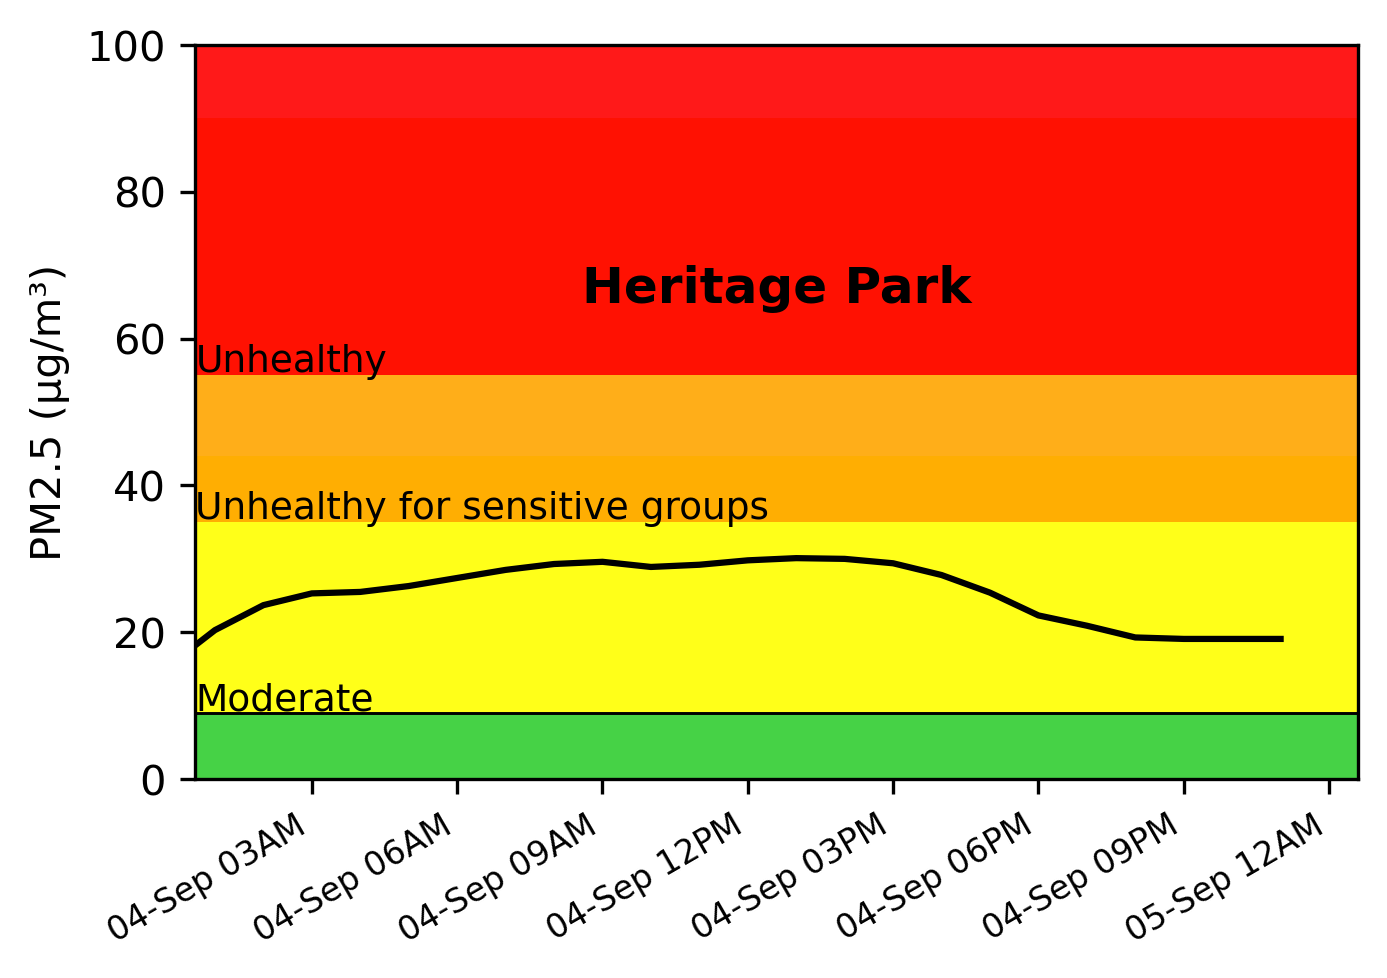 100
80
60
40
20
0
PM2.5 (µg/m³)
Heritage Park
Unhealthy
Unhealthy for sensitive groups
Moderate
04-Sep 03AM
04-Sep 06AM
04-Sep 09AM
04-Sep 12PM
04-Sep 03PM
04-Sep 06PM
04-Sep 09PM
05-Sep 12AM